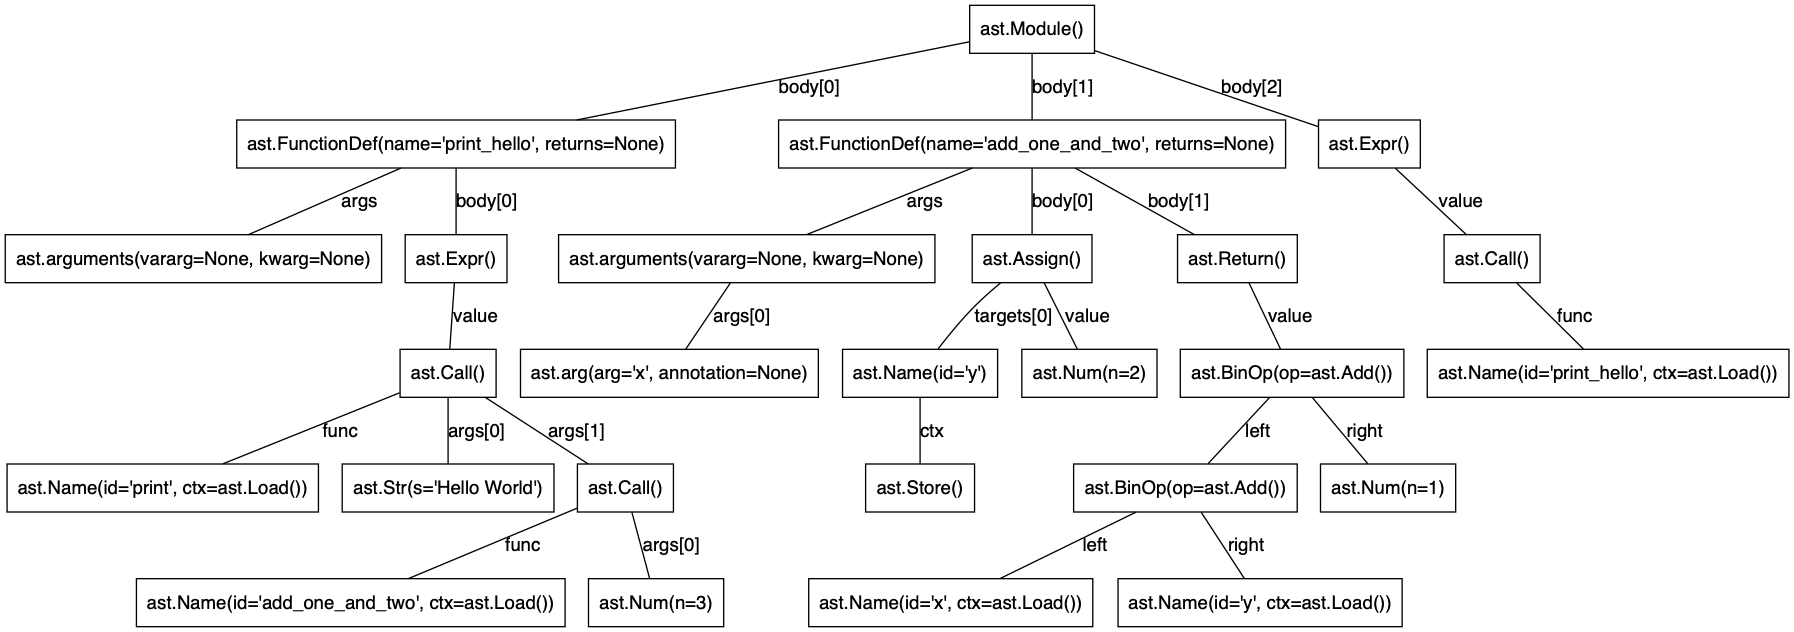 ast.Module()
body[0]
body[1]
body[2]
ast.FunctionDef(name='print_hello', returns=None)
ast.FunctionDef(name='add_one_and_two', returns=None)
ast.Expr()
args
body[0]
args
body[0]
body[1]
value
ast.arguments(vararg=None, kwarg=None)
ast.Expr()
ast.arguments(vararg=None, kwarg=None)
ast.Assign()
ast.Return()
ast.Call()
value
args[0]
targets[0]
value
value
func
ast.Call()
ast.arg(arg='x', annotation=None)
ast.Name(id='y')
ast.Num(n=2)
ast.BinOp(op=ast.Add())
ast.Name(id='print_hello', ctx=ast.Load())
func
args[0]
args[1]
ctx
left
right
ast.Name(id='print', ctx=ast.Load())
ast.Str(s='Hello World')
ast.Call()
ast.Store()
ast.BinOp(op=ast.Add())
ast.Num(n=1)
func
args[0]
left
right
ast.Name(id='add_one_and_two', ctx=ast.Load())
ast.Num(n=3)
ast.Name(id='x', ctx=ast.Load())
ast.Name(id='y', ctx=ast.Load())